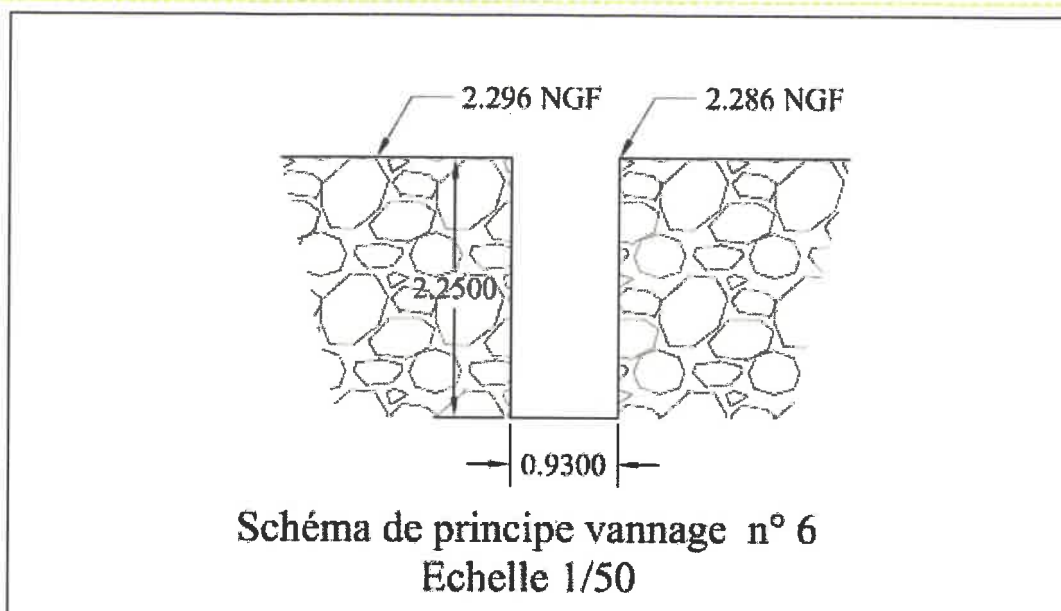 2.296 NGF
2.286 NGF
2.2500
0.9300
Schéma de principe vannage n° 6
Echelle 1/50